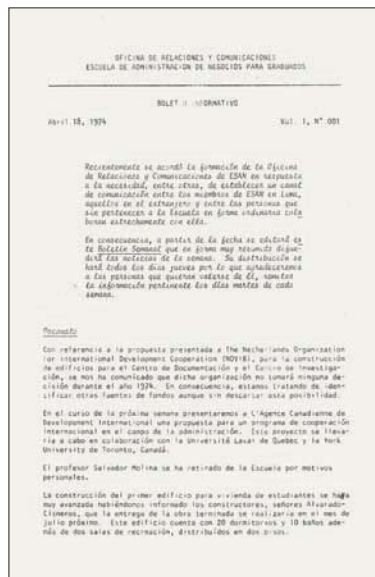 OFICINA DE RELACIONES Y COMUNICACIONES
ESCUELA DE ADMINISTRACION DE NEGOCIOS PARA GRADUADOS
BOLETIN INFORMATIVO
Abril 18, 1974 Vol. I, N° 001
Recientemente se acordó la formación de la Oficina
de Relaciones y Comunicaciones de ESAN en respuesta
a la necesidad, entre otras, de establecer un canal
de comunicación entre los miembros de ESAN en Lima,
aquellos en el extranjero y entre las personas que
sin pertenecer a la Escuela en forma ordinaria cola
boran estrechamente con ella.
En consecuencia, a partir de la fecha se editará es
te Boletín Semanal que en forma muy resumida difun-
dirá las noticias de la semana. Su distribución se
hará todos los días jueves por lo que agradeceremos
a las personas que quieran valerse de él, remitan
la información pertinente los días martes de cada
semana.
Con referencia a la propuesta presentada a The Netherlands Organization
for International Development Cooperation (NOVIB), para la construcción
de edificios para el Centro de Documentación y el Centro de Investiga-
ción, se nos ha comunicado que dicha organización no tomará ninguna de-
cisión durante el año 1974. En consecuencia, estamos tratando de iden-
tificar otras fuentes de fondos aunque sin descartar esta posibilidad.
En el curso de la próxima semana presentaremos a L'Agence Canadienne de
Developement International una propuesta para un programa de cooperación
internacional en el campo de la administración. Este proyecto se lleva-
ría a cabo en colaboración con la Université Laval de Quebec y la York
University de Toronto, Canadá.
El profesor Salvador Molina se ha retirado de la Escuela por motivos
personales.
La construcción del primer edificio para vivienda de estudiantes se halla
muy avanzada habiéndonos informado los constructores, señores Alvarado-
Cisneros, que la entrega de la obra terminada se realizaría en el mes de
julio próximo. Este edificio cuenta con 20 dormitorios y 10 baños ade-
más de dos salas de recreación, distribuídos en dos pisos.